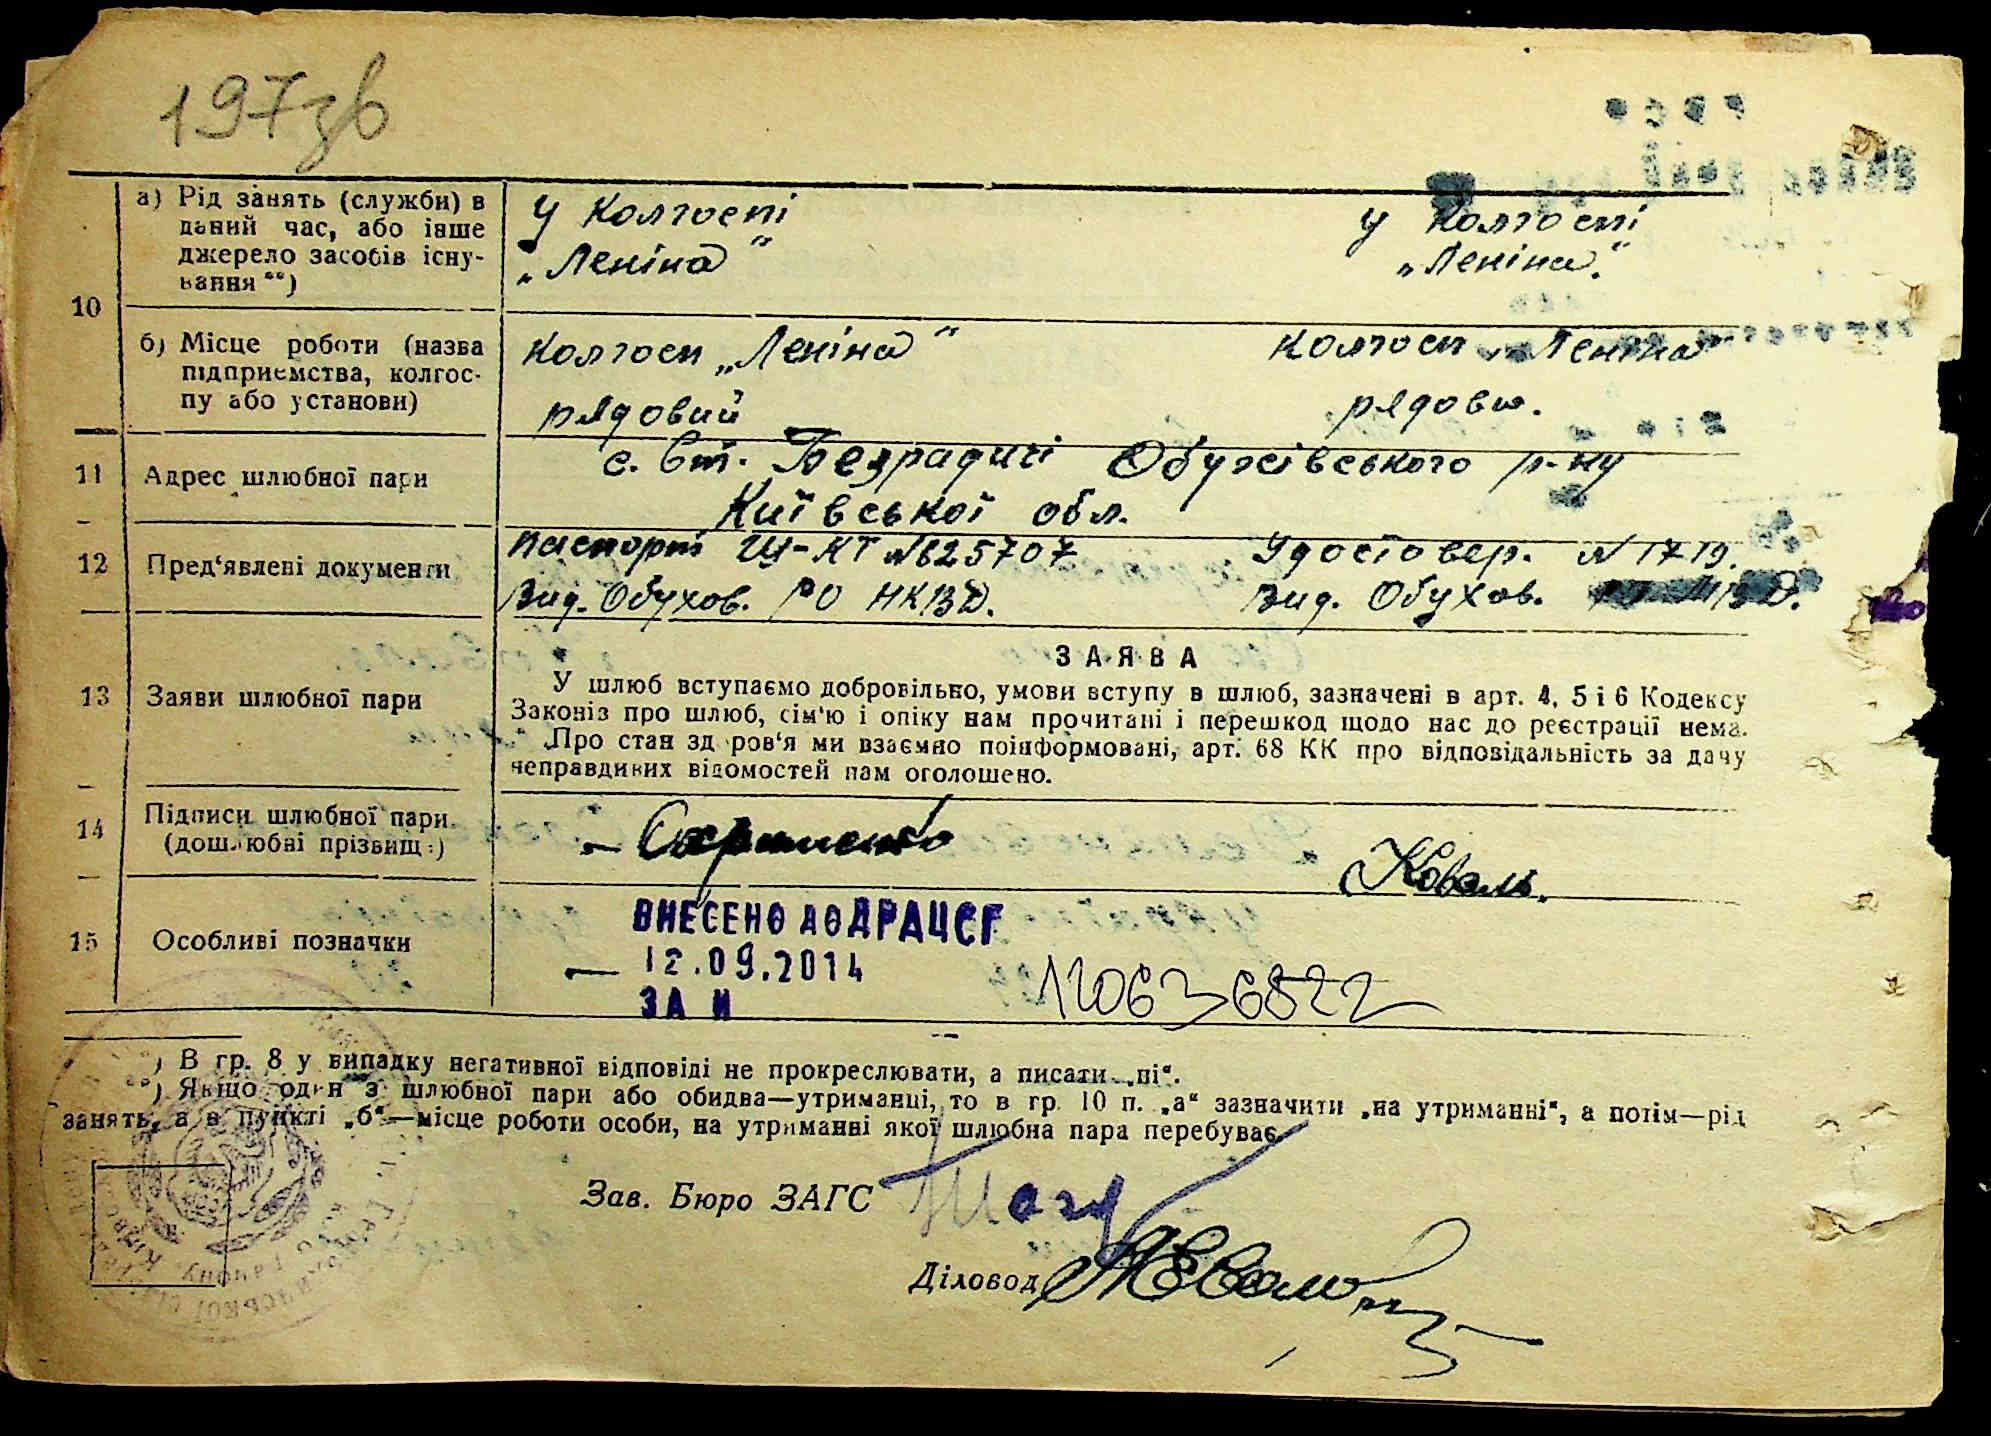 197зв
10
а) Рід занять (служби) в даний час, або інше джерело засобів існування **)
у колгоспі
„Леніна"
у колгоспі
„Леніна".
б) Місце роботи (назва підприємства, колгоспу або установи)
колгосп „Леніна"
рядовий
колгосп „Леніна"
рядова.
11 Адрес шлюбної пари
с. Вт. Безрадичі Обухівського р-ну
Київської обл.
12 Пред'явлені документи
паспорт № 625707
Вид. Обухов. РО НКВД.
Удостовер. № 1719.
Вид. Обухов.
13 Заяви шлюбної пари
ЗАЯВА
У шлюб вступаємо добровільно, умови вступу в шлюб, зазначені в арт. 4, 5 і 6 Кодексу
Законів про шлюб, сім'ю і опіку нам прочитані і перешкод щодо нас до реєстрації нема.
Про стан здоров'я ми взаємно поінформовані, арт. 68 КК про відповідальність за дачу
неправдивих відомостей нам оголошено.
14 Підписи шлюбної пари
(дошлюбні прізвища)
Коваль.
15 Особливі позначки
ВНЕСЕНО ДО ДРАЦСГ
— 12.09.2014
ЗА N
*) В гр. 8 у випадку негативної відповіді не прокреслювати, а писати „ні".
**) Якщо один з шлюбної пари або обидва—утриманці, то в гр. 10 п. „а" зазначити „на утриманні", а потім—рід
занять, а в пункті „б"—місце роботи особи, на утриманні якої шлюбна пара перебуває.
Зав. Бюро ЗАГС
Діловод